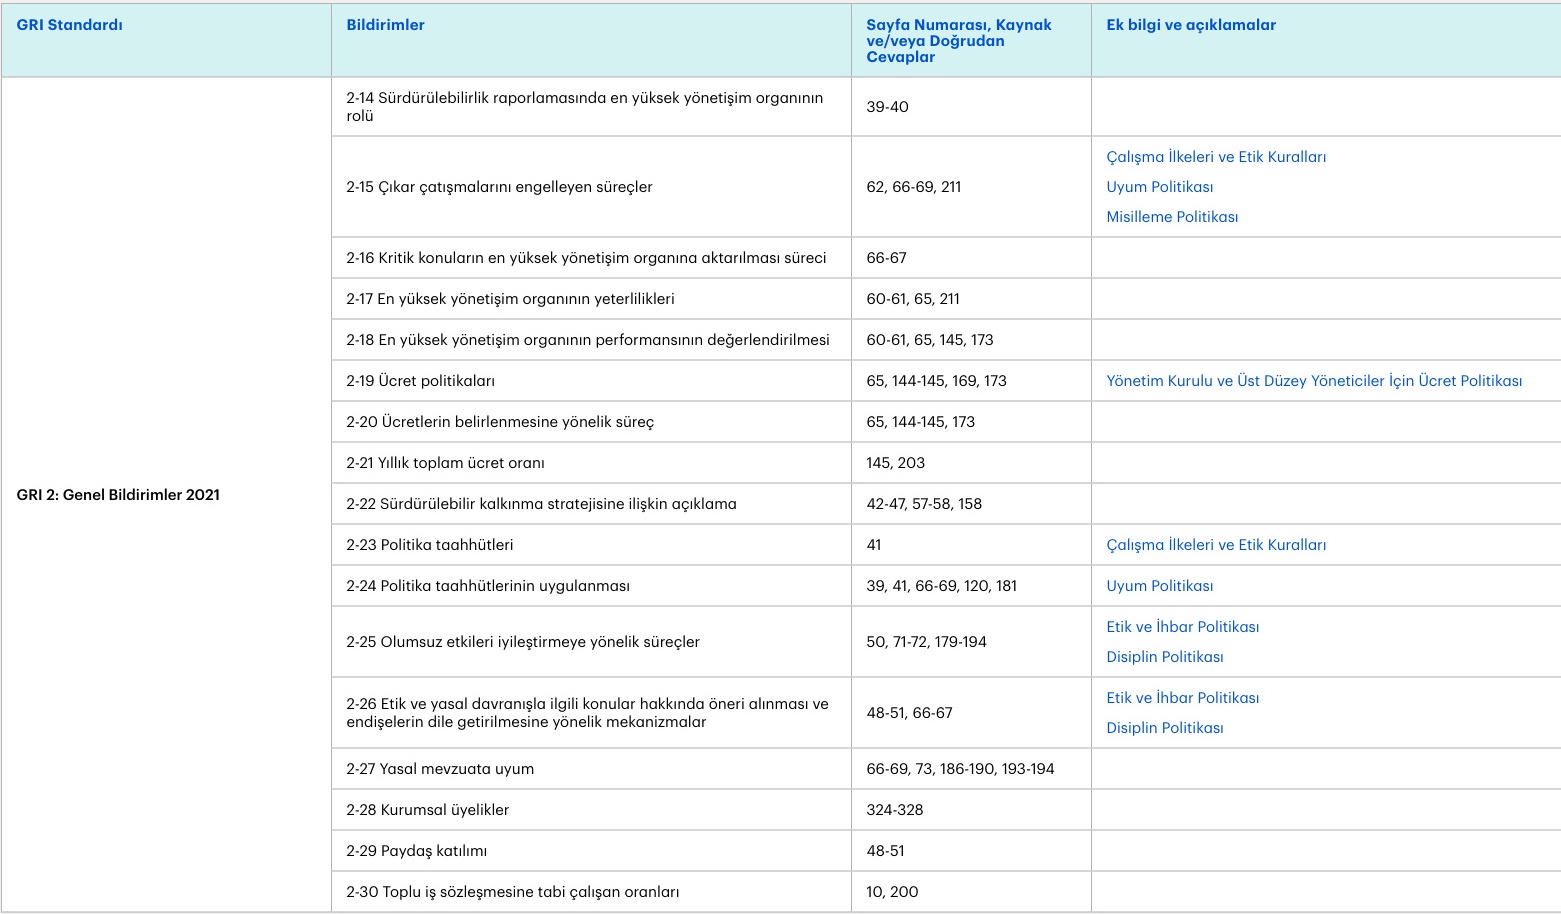 GRI Standardı
Bildirimler
Sayfa Numarası, Kaynak
ve/veya Doğrudan
Cevaplar
Ek bilgi ve açıklamalar
GRI 2: Genel Bildirimler 2021
2-14 Sürdürülebilirlik raporlamasında en yüksek yönetişim organının
rolü
39-40
2-15 Çıkar çatışmalarını engelleyen süreçler
62, 66-69, 211
Çalışma İlkeleri ve Etik Kuralları
Uyum Politikası
Misilleme Politikası
2-16 Kritik konuların en yüksek yönetişim organına aktarılması süreci
66-67
2-17 En yüksek yönetişim organının yeterlilikleri
60-61, 65, 211
2-18 En yüksek yönetişim organının performansının değerlendirilmesi
60-61, 65, 145, 173
2-19 Ücret politikaları
65, 144-145, 169, 173
Yönetim Kurulu ve Üst Düzey Yöneticiler İçin Ücret Politikası
2-20 Ücretlerin belirlenmesine yönelik süreç
65, 144-145, 173
2-21 Yıllık toplam ücret oranı
145, 203
2-22 Sürdürülebilir kalkınma stratejisine ilişkin açıklama
42-47, 57-58, 158
2-23 Politika taahhütleri
41
Çalışma İlkeleri ve Etik Kuralları
2-24 Politika taahhütlerinin uygulanması
39, 41, 66-69, 120, 181
Uyum Politikası
2-25 Olumsuz etkileri iyileştirmeye yönelik süreçler
50, 71-72, 179-194
Etik ve İhbar Politikası
Disiplin Politikası
2-26 Etik ve yasal davranışla ilgili konular hakkında öneri alınması ve
endişelerin dile getirilmesine yönelik mekanizmalar
48-51, 66-67
Etik ve İhbar Politikası
Disiplin Politikası
2-27 Yasal mevzuata uyum
66-69, 73, 186-190, 193-194
2-28 Kurumsal üyelikler
324-328
2-29 Paydaş katılımı
48-51
2-30 Toplu iş sözleşmesine tabi çalışan oranları
10, 200